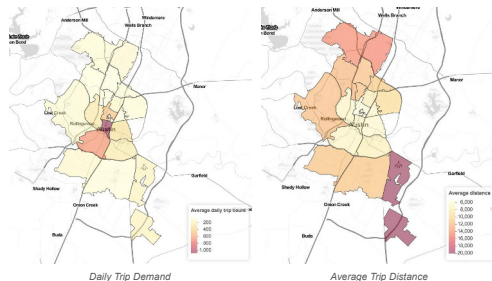 Anderson Mill
Windemere
Wells Branch
Manor
Lost Creek
Rollingwood
Austin
Shady Hollow
Garfield
Onion Creek
Buda
Average daily trip count
200
400
600
800
1,000
Daily Trip Demand
Anderson Mill
Wells Branch
Manor
Lost Creek
Rollingwood
Austin
Shady Hollow
Garfield
Onion Creek
Buda
Average distance
6,000
8,000
10,000
12,000
14,000
16,000
18,000
20,000
Average Trip Distance